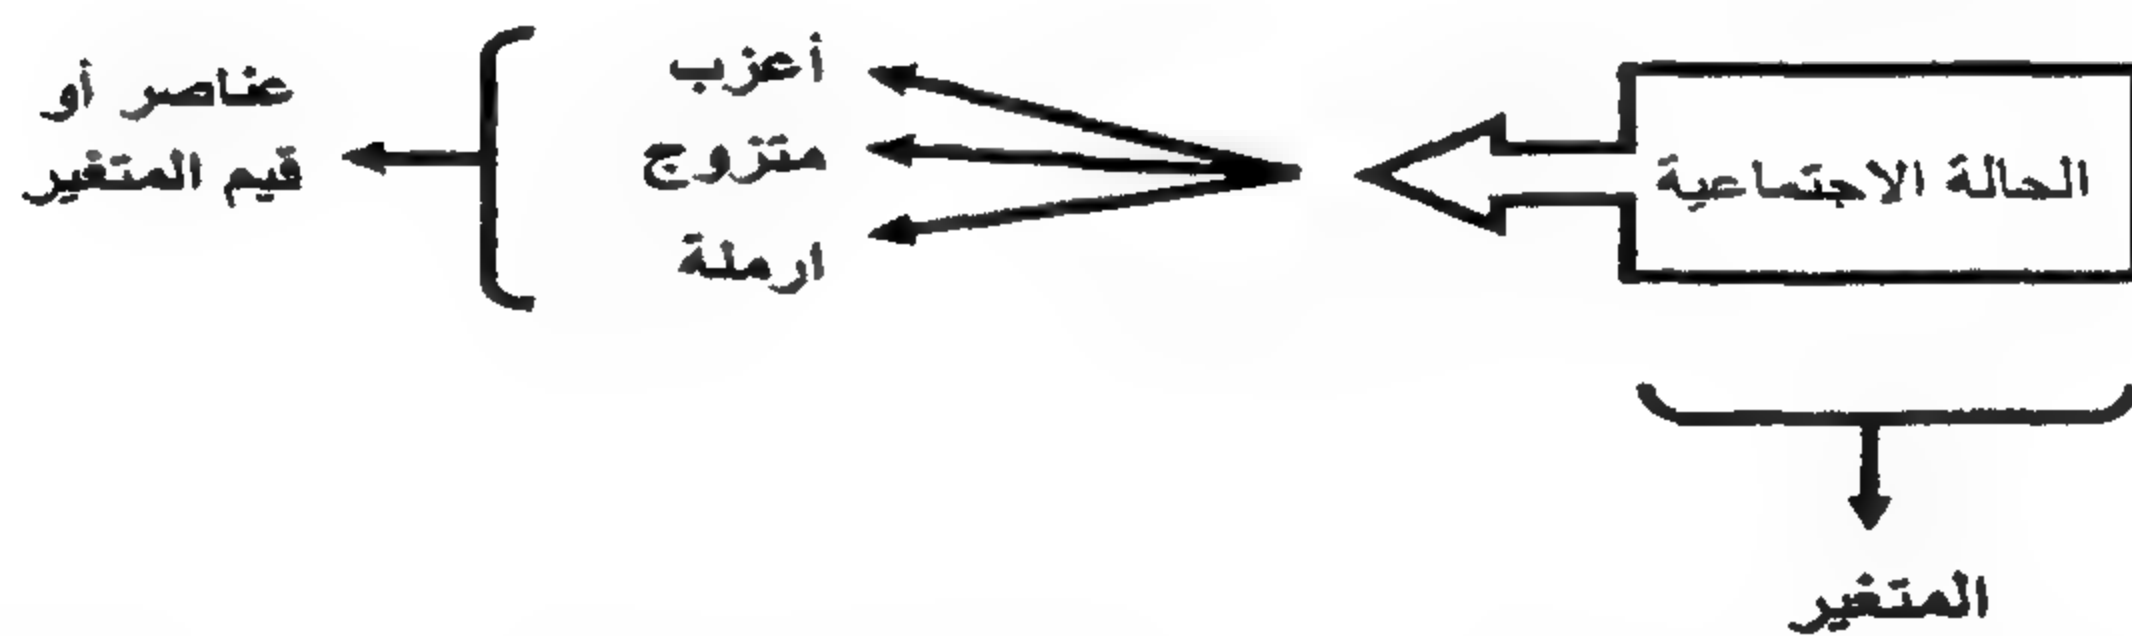 الحالة الاجتماعية
أعزب
متزوج
ارملة
عناصر أو
قيم المتغير
المتغير